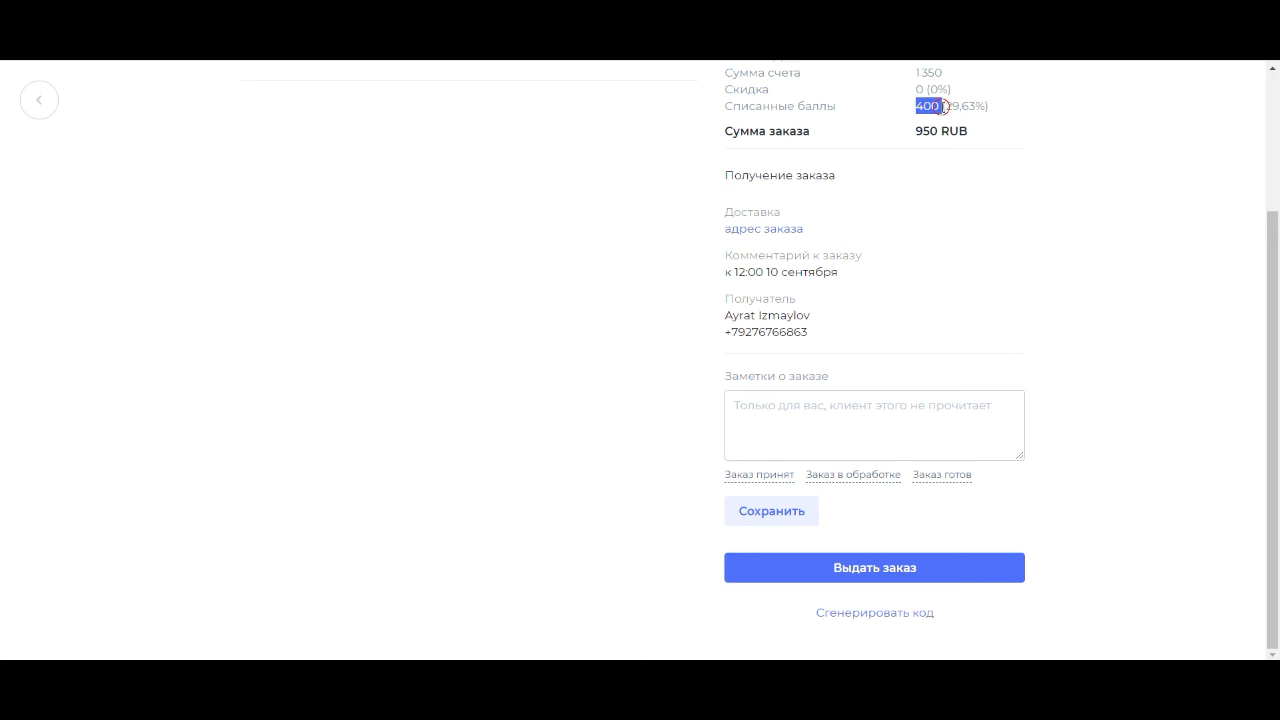 Сумма счета 1 350
Скидка 0 (0%)
Списанные баллы 400 (29,63%)
Сумма заказа 950 RUB
Получение заказа
Доставка
адрес заказа
Комментарий к заказу
к 12:00 10 сентября
Получатель
Ayrat Izmaylov
+79276766863
Заметки о заказе
Только для вас, клиент этого не прочитает
Заказ принят Заказ в обработке Заказ готов
Сохранить
Выдать заказ
Сгенерировать код